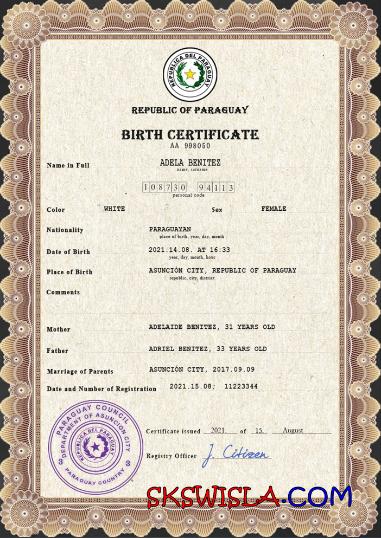 REPUBLICA DEL PARAGUAY
REPUBLIC OF PARAGUAY
BIRTH CERTIFICATE
AA 998050
Name in Full ADELA BENITEZ
name, surname
108730 94113
personal code
Color WHITE Sex FEMALE
Nationality PARAGUAYAN
place of birth, year, day, month
Date of Birth 2021.14.08. AT 16:33
year, day, month, hour
Place of Birth ASUNCIÓN CITY, REPUBLIC OF PARAGUAY
republic, city, district
Comments
Mother ADELAIDE BENITEZ, 31 YEARS OLD
Father ADRIEL BENITEZ, 33 YEARS OLD
Marriage of Parents ASUNCIÓN CITY, 2017.09.09
Date and Number of Registration 2021.15.08; 11223344
PARAGUAY COUNCIL
DEPARTMENT OF ASUNCION CITY
PARAGUAY COUNTRY
Certificate issued 2021 of 15 August
Registry Officer J. Citizen
SKSWISLA.COM